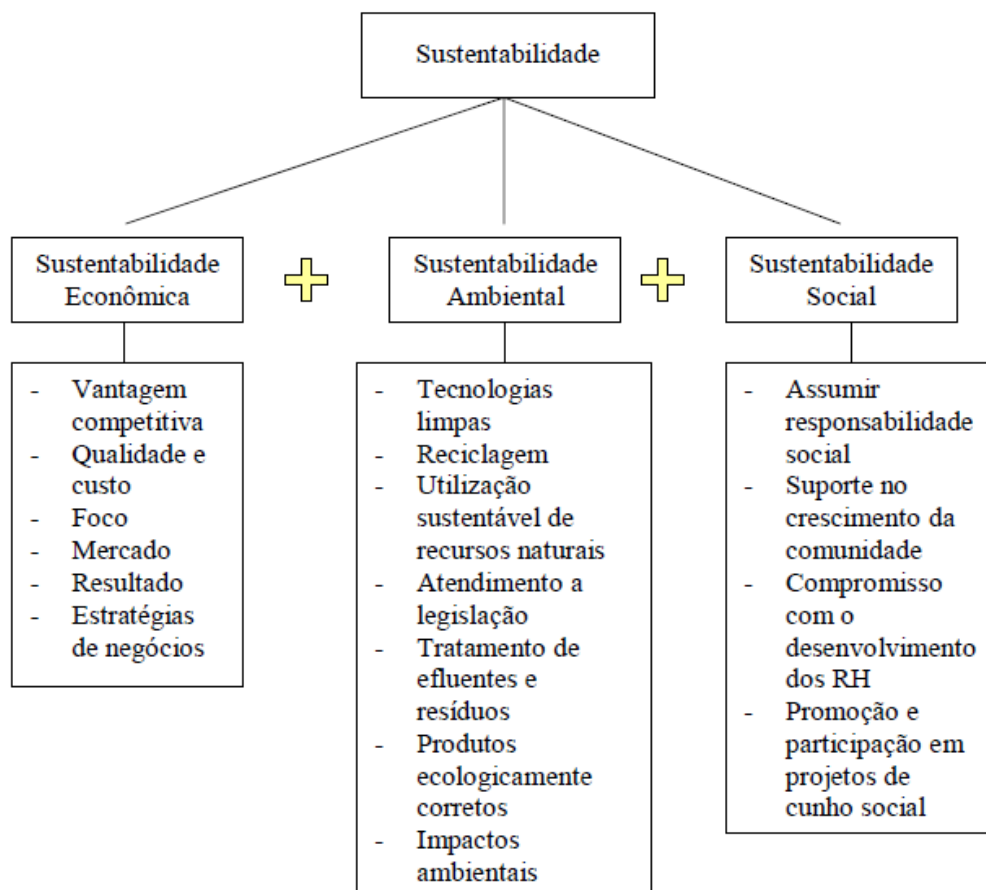 Sustentabilidade
Sustentabilidade
Econômica
Sustentabilidade
Ambiental
Sustentabilidade
Social
- Vantagem
competitiva
- Qualidade e
custo
- Foco
- Mercado
- Resultado
- Estratégias
de negócios
- Tecnologias
limpas
- Reciclagem
- Utilização
sustentável de
recursos naturais
- Atendimento a
legislação
- Tratamento de
efluentes e
resíduos
- Produtos
ecologicamente
corretos
- Impactos
ambientais
- Assumir
responsabilidade
social
- Suporte no
crescimento da
comunidade
- Compromisso
com o
desenvolvimento
dos RH
- Promoção e
participação em
projetos de
cunho social